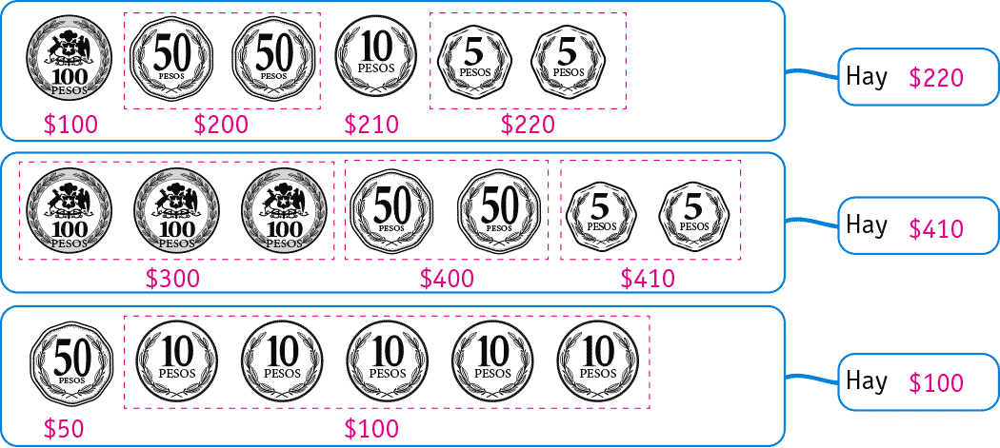 100 PESOS 50 PESOS 50 PESOS 10 PESOS 5 PESOS 5 PESOS
$100 $200 $210 $220
Hay $220
100 PESOS 100 PESOS 100 PESOS 50 PESOS 50 PESOS 5 PESOS 5 PESOS
$300 $400 $410
Hay $410
50 PESOS 10 PESOS 10 PESOS 10 PESOS 10 PESOS 10 PESOS
$50 $100
Hay $100